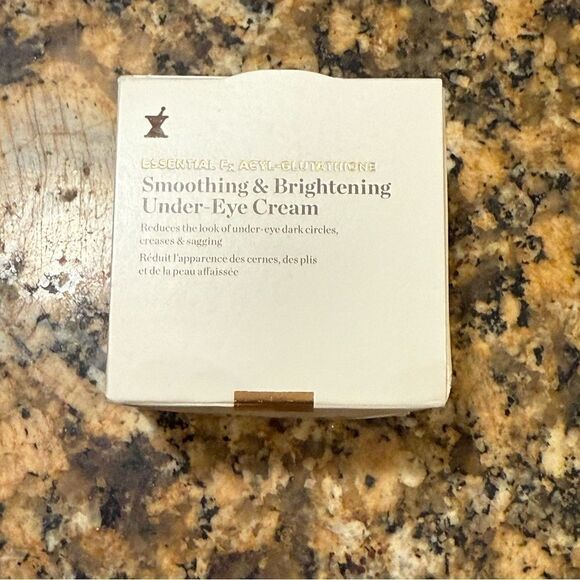 ESSENTIAL Fx ACYL-GLUTATHIONE
Smoothing & Brightening
Under-Eye Cream
Reduces the look of under-eye dark circles,
creases & sagging
Réduit l'apparence des cernes, des plis
et de la peau affaissée